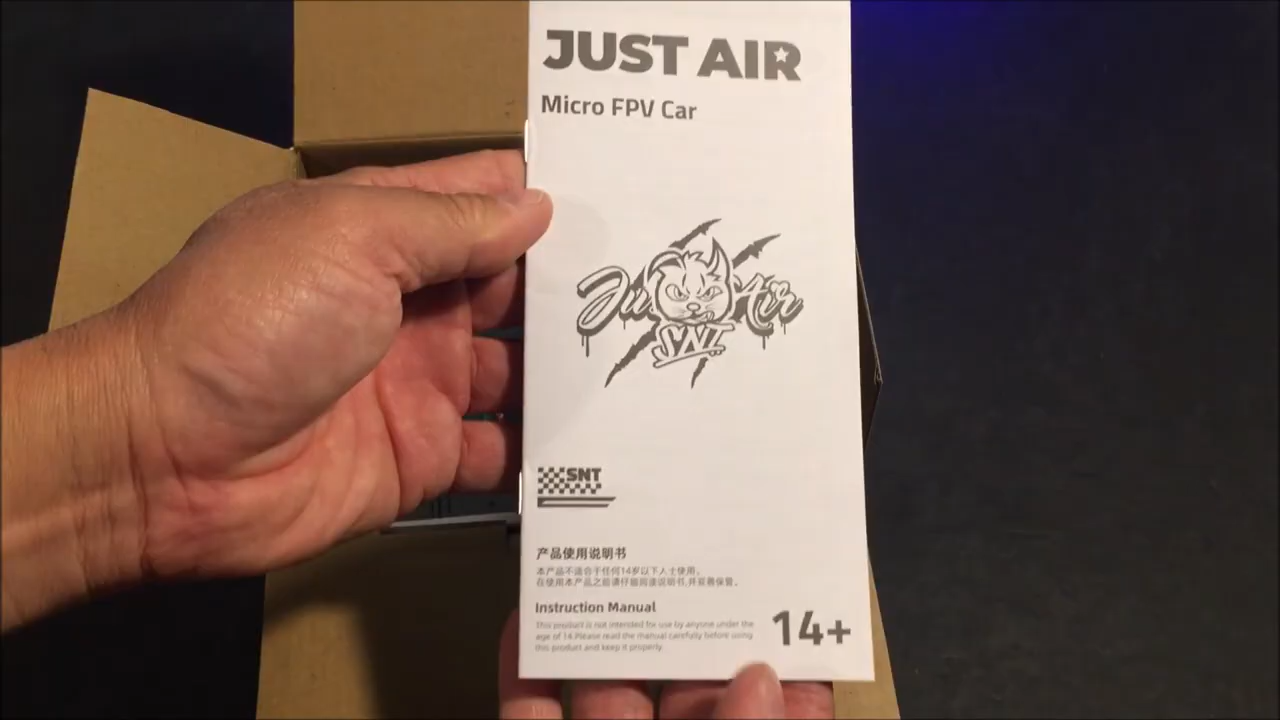 JUST AIR
Micro FPV Car
Just Air
SNT
SNT
产品使用说明书
本产品不适合于任何14岁以下人士使用。
在使用本产品之前请仔细阅读说明书,并妥善保管。
Instruction Manual
This product is not intended for use by anyone under the
age of 14.Please read the manual carefully before using
this product and keep it properly.
14+